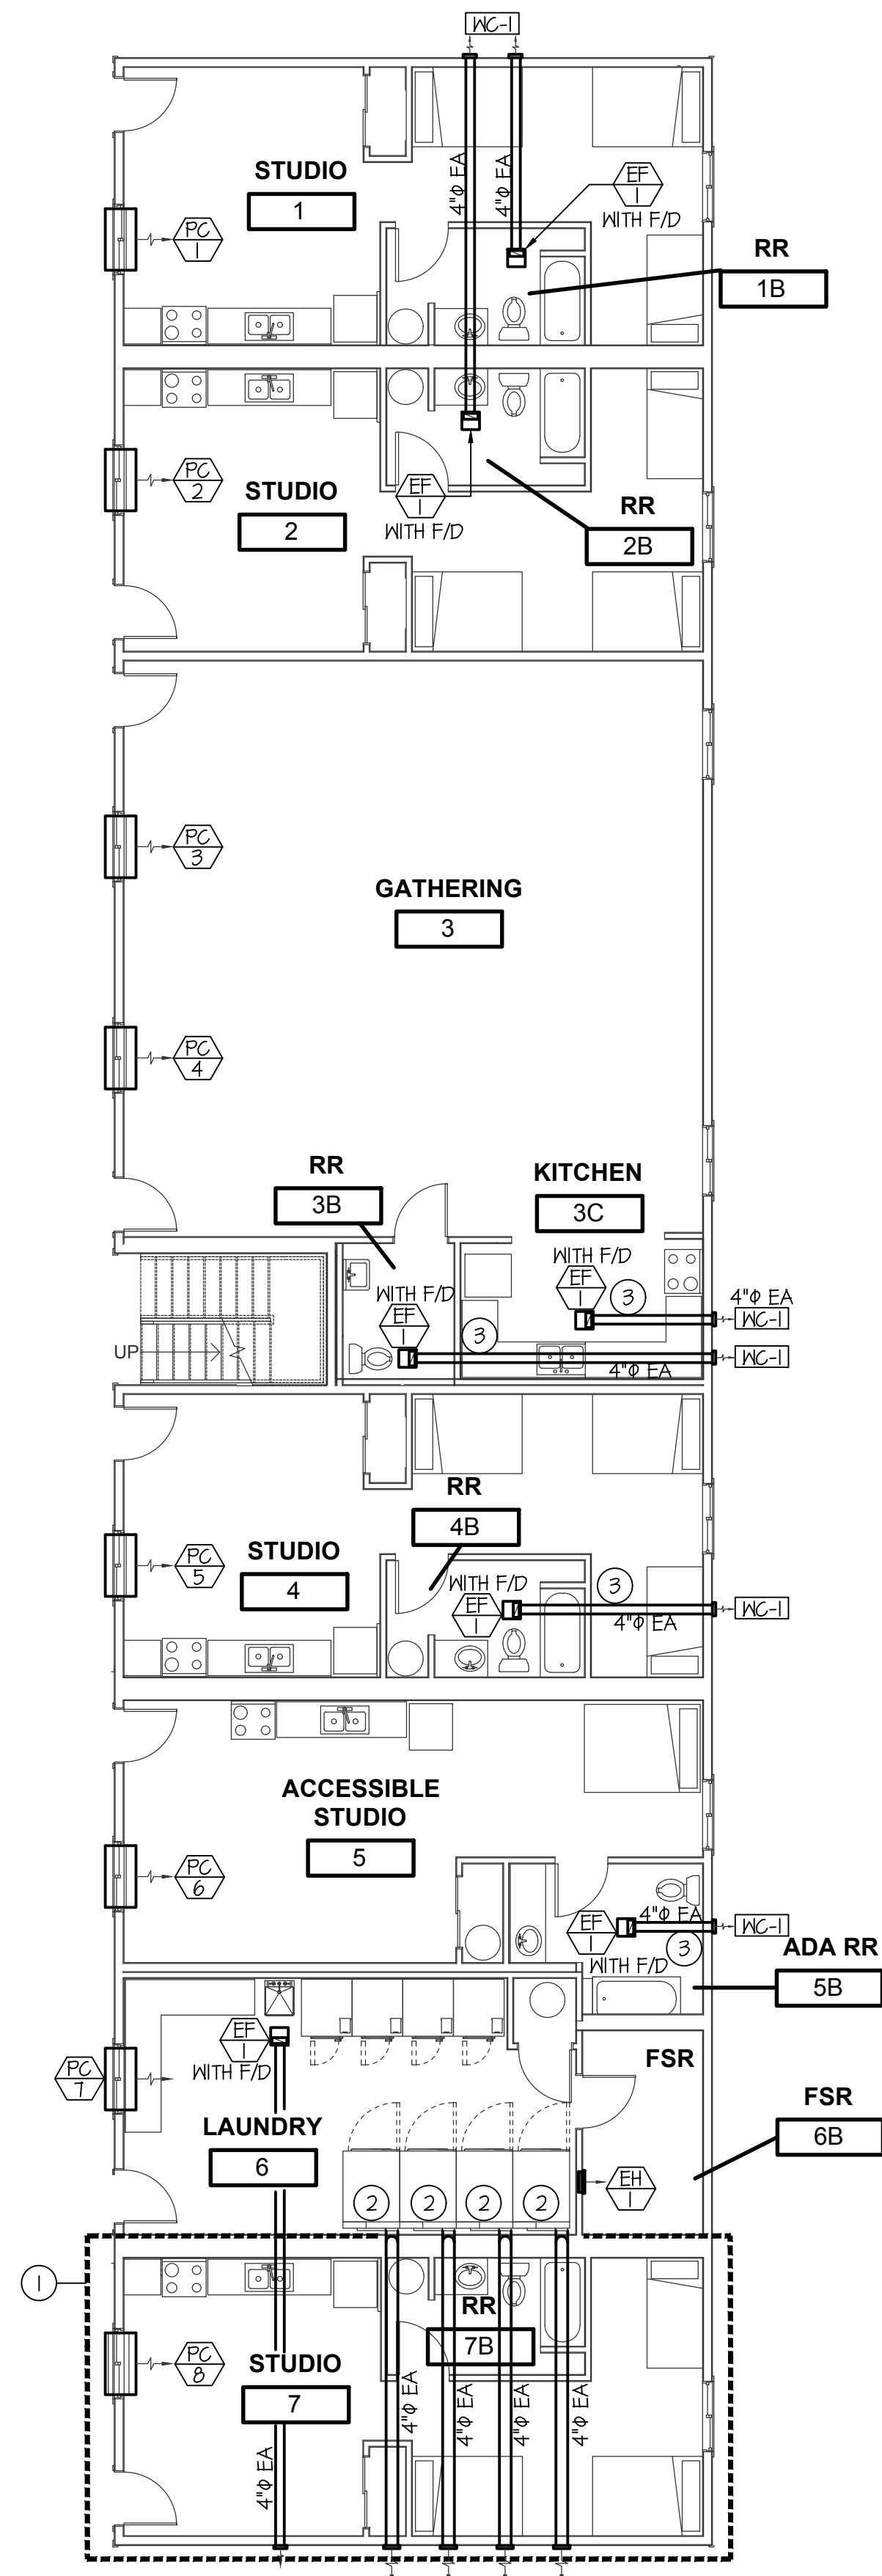 WC-1
4"Φ EA
4"Φ EA
EF
1
WITH F/D
STUDIO
1
PC
1
RR
1B
PC
2
STUDIO
2
EF
1
WITH F/D
RR
2B
PC
3
GATHERING
3
PC
4
RR
3B
KITCHEN
3C
WITH F/D
EF
1
3
4"Φ EA
WC-1
WITH F/D
EF
1
3
WC-1
4"Φ EA
UP
RR
4B
STUDIO
4
PC
5
WITH F/D
EF
1
3
4"Φ EA
WC-1
ACCESSIBLE
STUDIO
5
PC
6
EF
1
4"Φ EA
WC-1
3
WITH F/D
ADA RR
5B
EF
1
WITH F/D
PC
7
FSR
FSR
6B
LAUNDRY
6
2
2
2
2
EH
1
1
RR
7B
PC
8
STUDIO
7
4"Φ EA
4"Φ EA
4"Φ EA
4"Φ EA
4"Φ EA